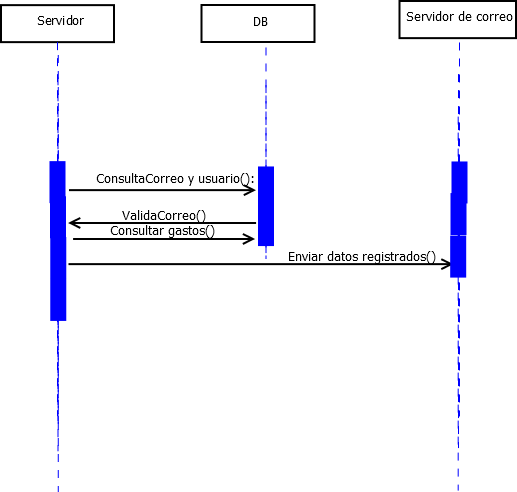 Servidor
DB
Servidor de correo
ConsultaCorreo y usuario():
ValidaCorreo()
Consultar gastos()
Enviar datos registrados()